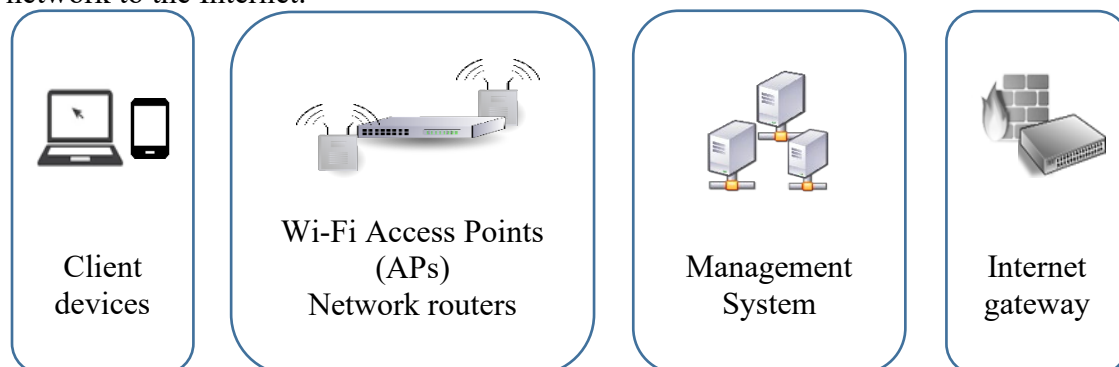 network to the Internet.
Client
devices
Wi-Fi Access Points
(APs)
Network routers
Management
System
Internet
gateway